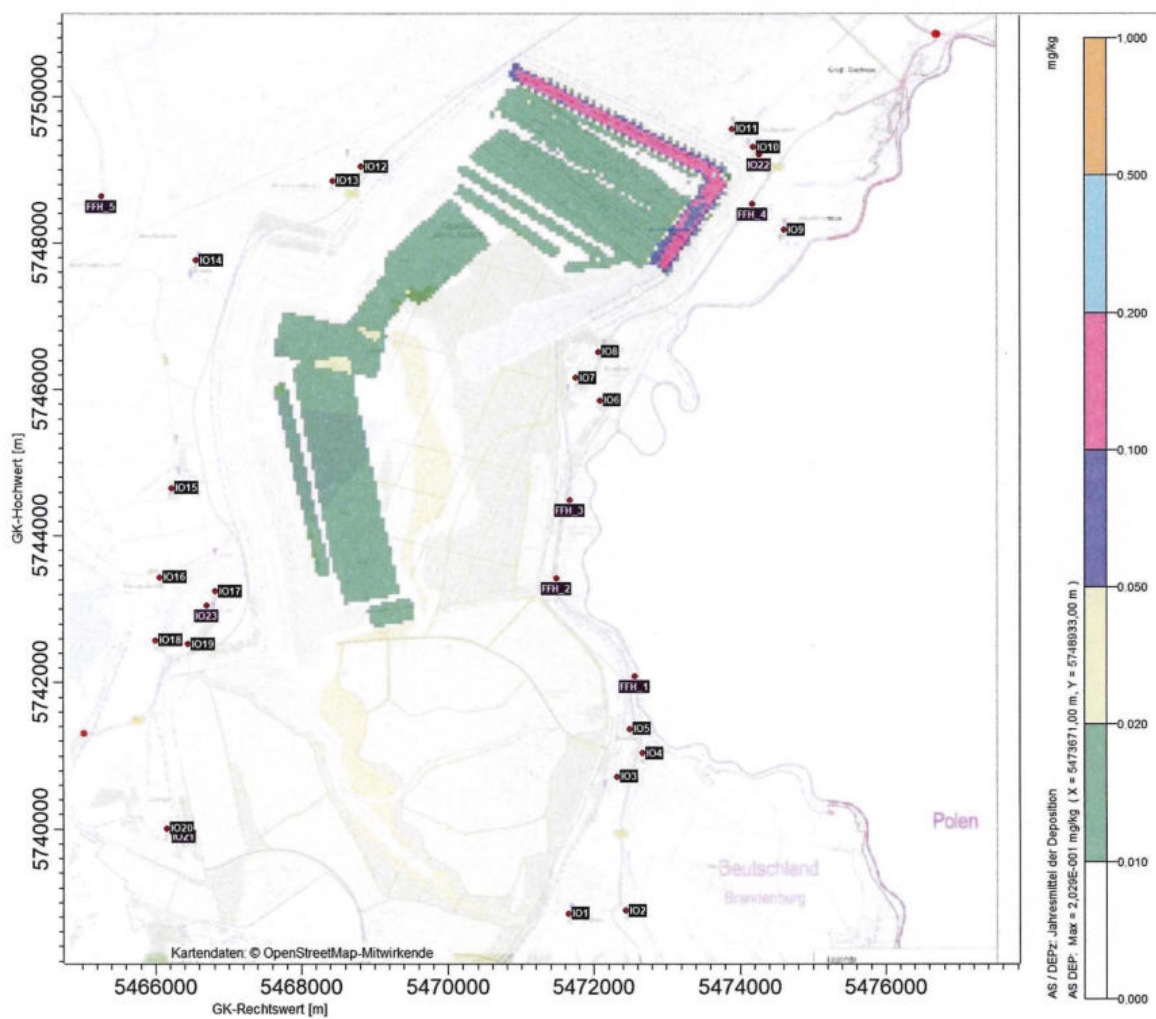 mg/kg
1.000
0.500
0.200
0.100
0.050
0.020
0.010
0.000
AS / DEPz: Jahresmittel der Deposition
AS DEP: Max = 2,029E-001 mg/kg ( X = 5473671,00 m, Y = 5748933,00 m )
GK-Hochwert [m]
5750000
5748000
5746000
5744000
5742000
5740000
IO11
IO10
IO22
IO12
IO13
FFH_5
FFH_4
IO9
IO14
IO8
IO7
IO6
IO15
FFH_3
IO16
FFH_2
IO17
IO23
IO18
IO19
FFH_1
IO5
IO4
IO3
IO20
IO21
Polen
Deutschland
Brandenburg
IO1
IO2
Kartendaten: © OpenStreetMap-Mitwirkende
5466000
5468000
5470000
5472000
5474000
5476000
GK-Rechtswert [m]